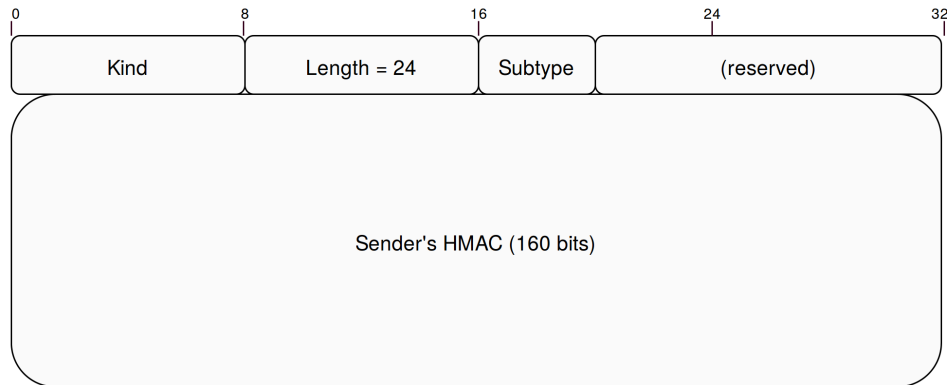 0 8 16 24 32
Kind Length = 24 Subtype (reserved)
Sender's HMAC (160 bits)